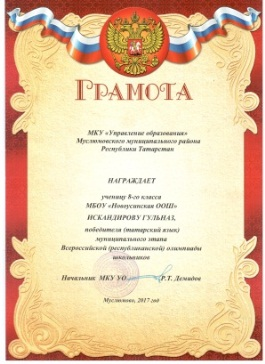 ГРАМОТА
МКУ «Управление образования»
Муслюмовского муниципального района
Республики Татарстан
НАГРАЖДАЕТ
ученицу 8-го класса
МБОУ «Новоусинская ООШ»
ИСКАНДИРОВУ ГУЛЬНАЗ,
победителя (татарский язык)
муниципального этапа
Всероссийской (республиканской) олимпиады
школьников
Начальник МКУ УО Р.Т. Демидов
Муслюмово, 2017 год